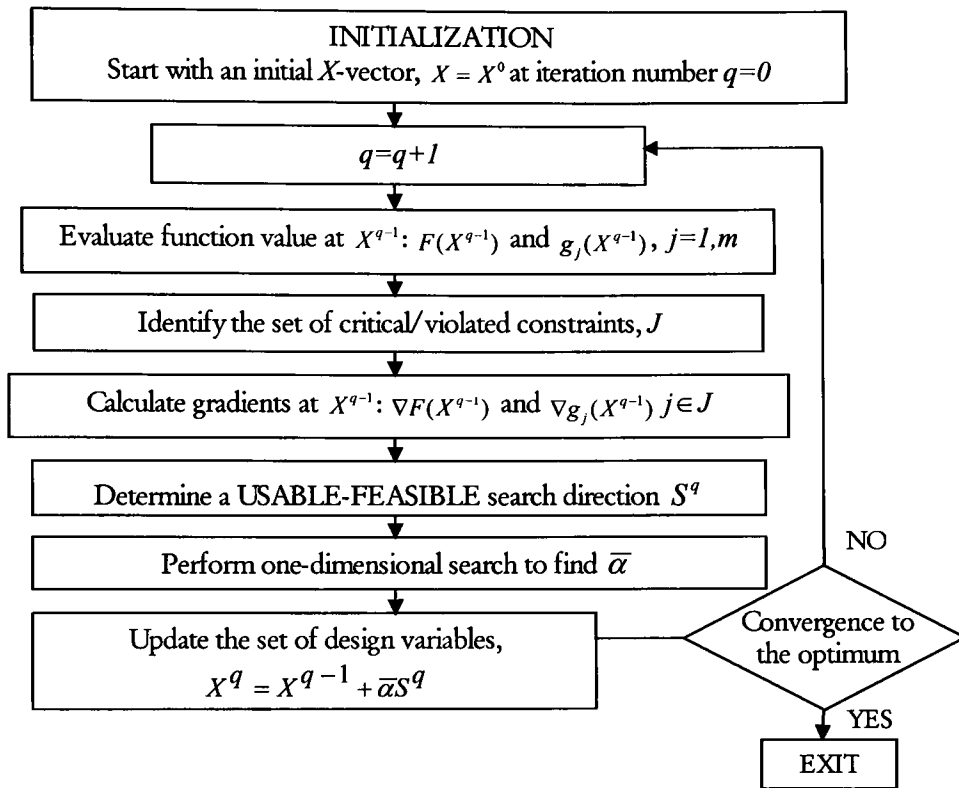 INITIALIZATION
Start with an initial X-vector, X = X⁰ at iteration number q=0
q=q+1
Evaluate function value at X^{q-1}: F(X^{q-1}) and g_j(X^{q-1}), j=1,m
Identify the set of critical/violated constraints, J
Calculate gradients at X^{q-1}: ∇F(X^{q-1}) and ∇g_j(X^{q-1}) j∈J
Determine a USABLE-FEASIBLE search direction S^q
Perform one-dimensional search to find ᾱ
Update the set of design variables,
X^q = X^{q-1} + ᾱS^q
NO
Convergence to
the optimum
YES
EXIT